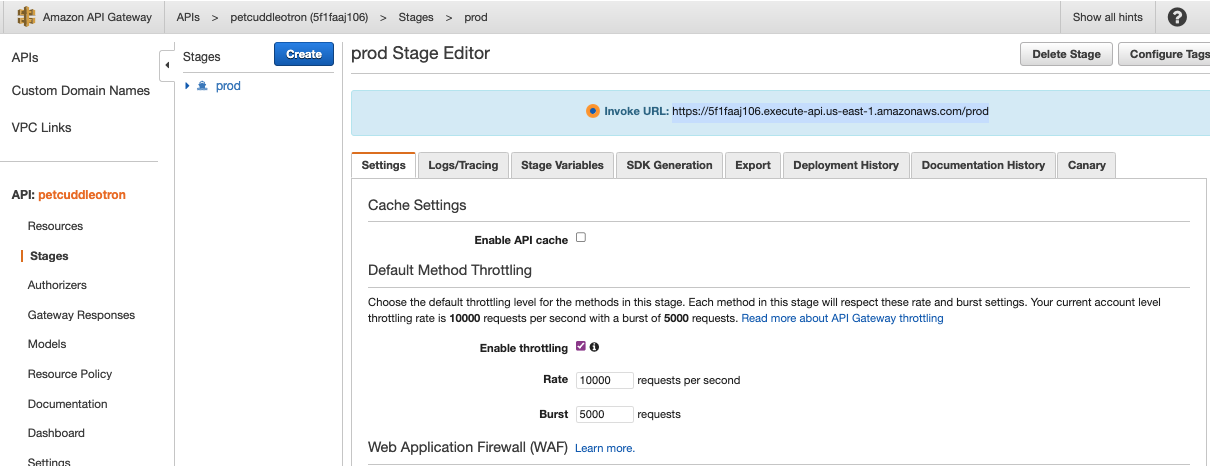 Amazon API Gateway
APIs > petcuddleotron (5f1faaj106) > Stages > prod
Show all hints
?
APIs
Custom Domain Names
VPC Links
API: petcuddleotron
Resources
Stages
Authorizers
Gateway Responses
Models
Resource Policy
Documentation
Dashboard
Settings
Stages
Create
prod
prod Stage Editor
Delete Stage
Configure Tags
Invoke URL: https://5f1faaj106.execute-api.us-east-1.amazonaws.com/prod
Settings
Logs/Tracing
Stage Variables
SDK Generation
Export
Deployment History
Documentation History
Canary
Cache Settings
Enable API cache
Default Method Throttling
Choose the default throttling level for the methods in this stage. Each method in this stage will respect these rate and burst settings. Your current account level
throttling rate is 10000 requests per second with a burst of 5000 requests. Read more about API Gateway throttling
Enable throttling
Rate 10000 requests per second
Burst 5000 requests
Web Application Firewall (WAF) Learn more.